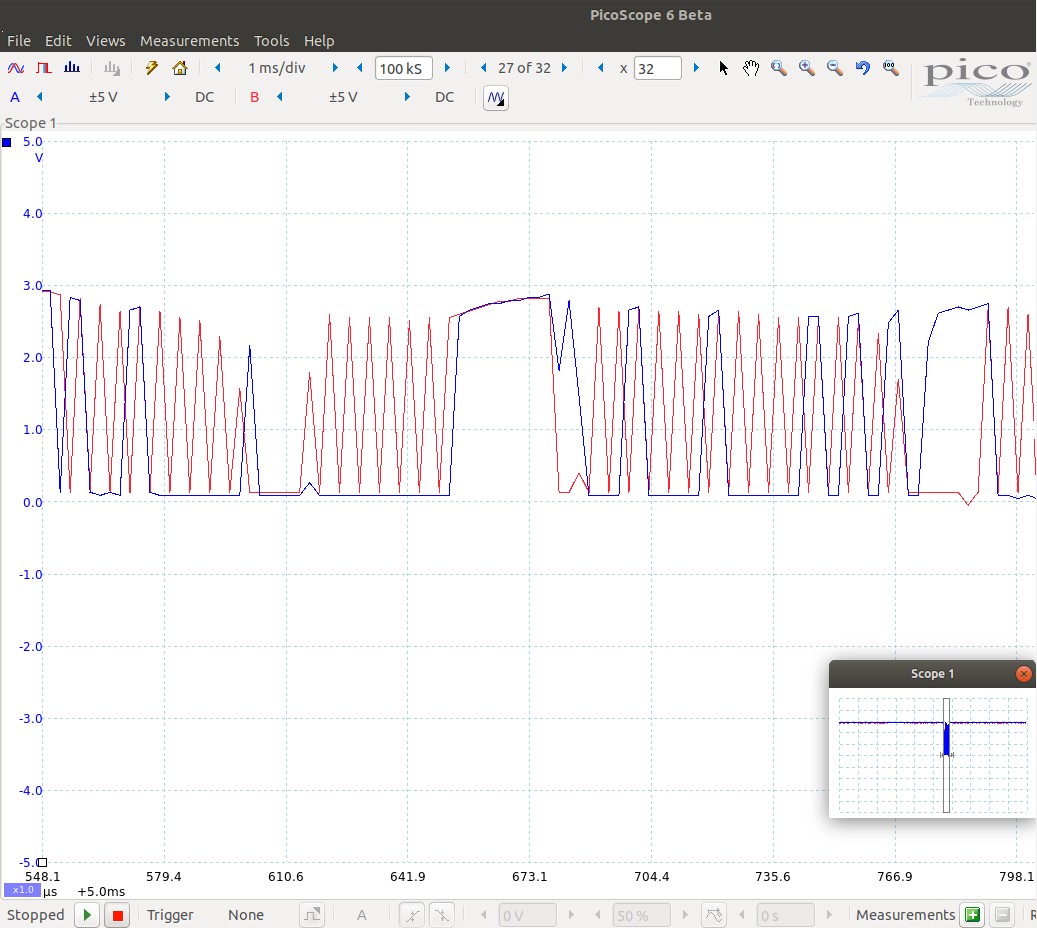 PicoScope 6 Beta
File Edit Views Measurements Tools Help
1 ms/div 100 kS 27 of 32 x 32
pico
Technology
A ±5 V DC B ±5 V DC
Scope 1
5.0
V
4.0
3.0
2.0
1.0
0.0
-1.0
-2.0
-3.0
-4.0
-5.0
Scope 1
548.1 579.4 610.6 641.9 673.1 704.4 735.6 766.9 798.1
x1.0 µs +5.0ms
Stopped Trigger None A 0 V 50 % 0 s Measurements R